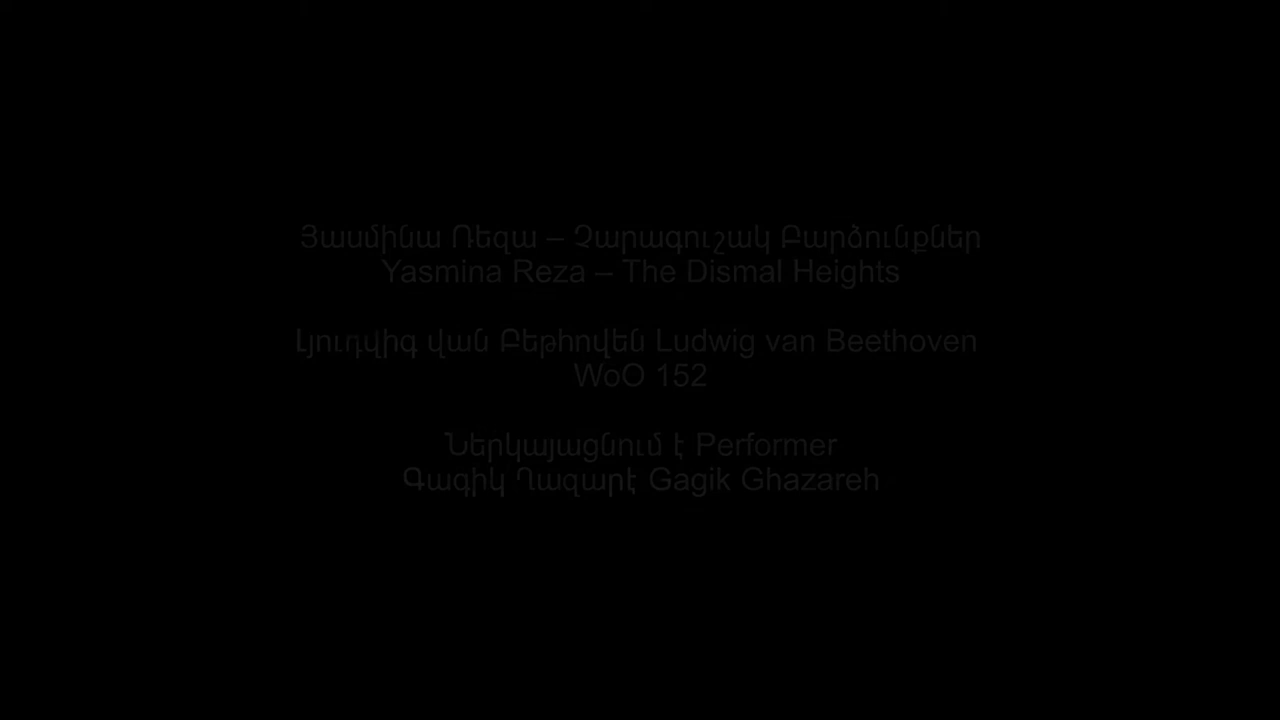 Յասմինա Ռեզա – Չարագուշակ Բարձունքներ
Yasmina Reza – The Dismal Heights
Լյուդվիգ վան Բեթհովեն Ludwig van Beethoven
WoO 152
Ներկայացնում է Performer
Գագիկ Ղազարէ Gagik Ghazareh